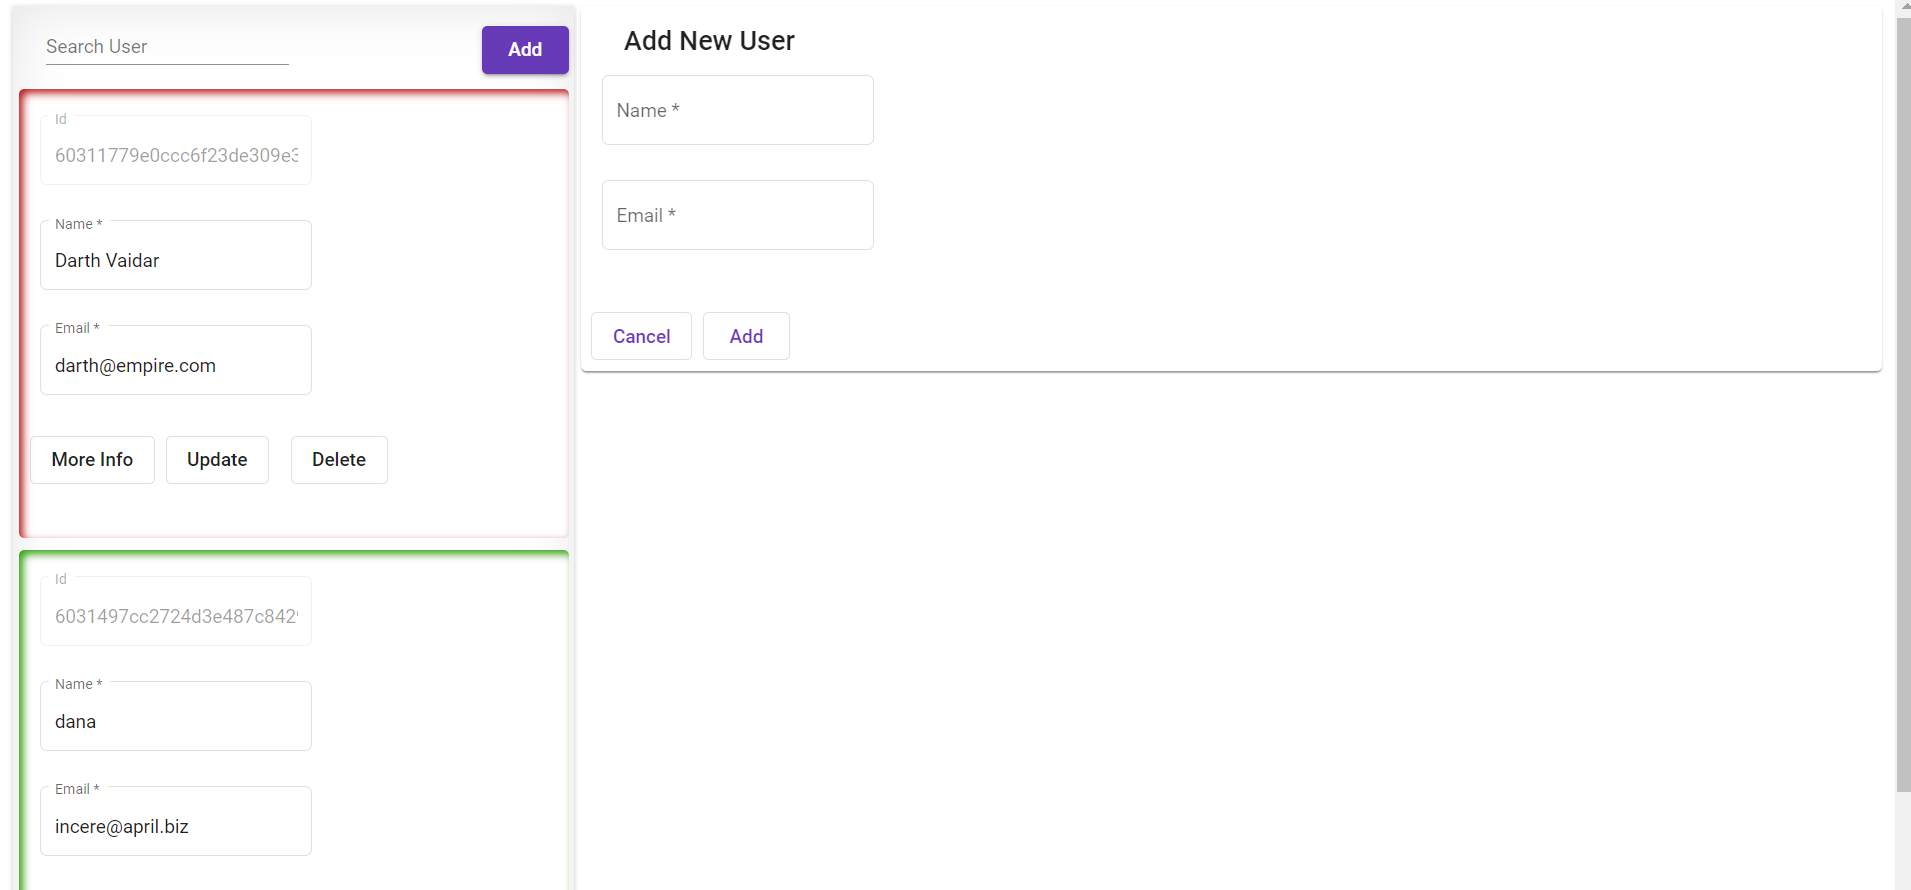 Search User
Add
Id
60311779e0ccc6f23de309e3
Name *
Darth Vaidar
Email *
darth@empire.com
More Info
Update
Delete
Id
6031497cc2724d3e487c842
Name *
dana
Email *
incere@april.biz
Add New User
Name *
Email *
Cancel
Add